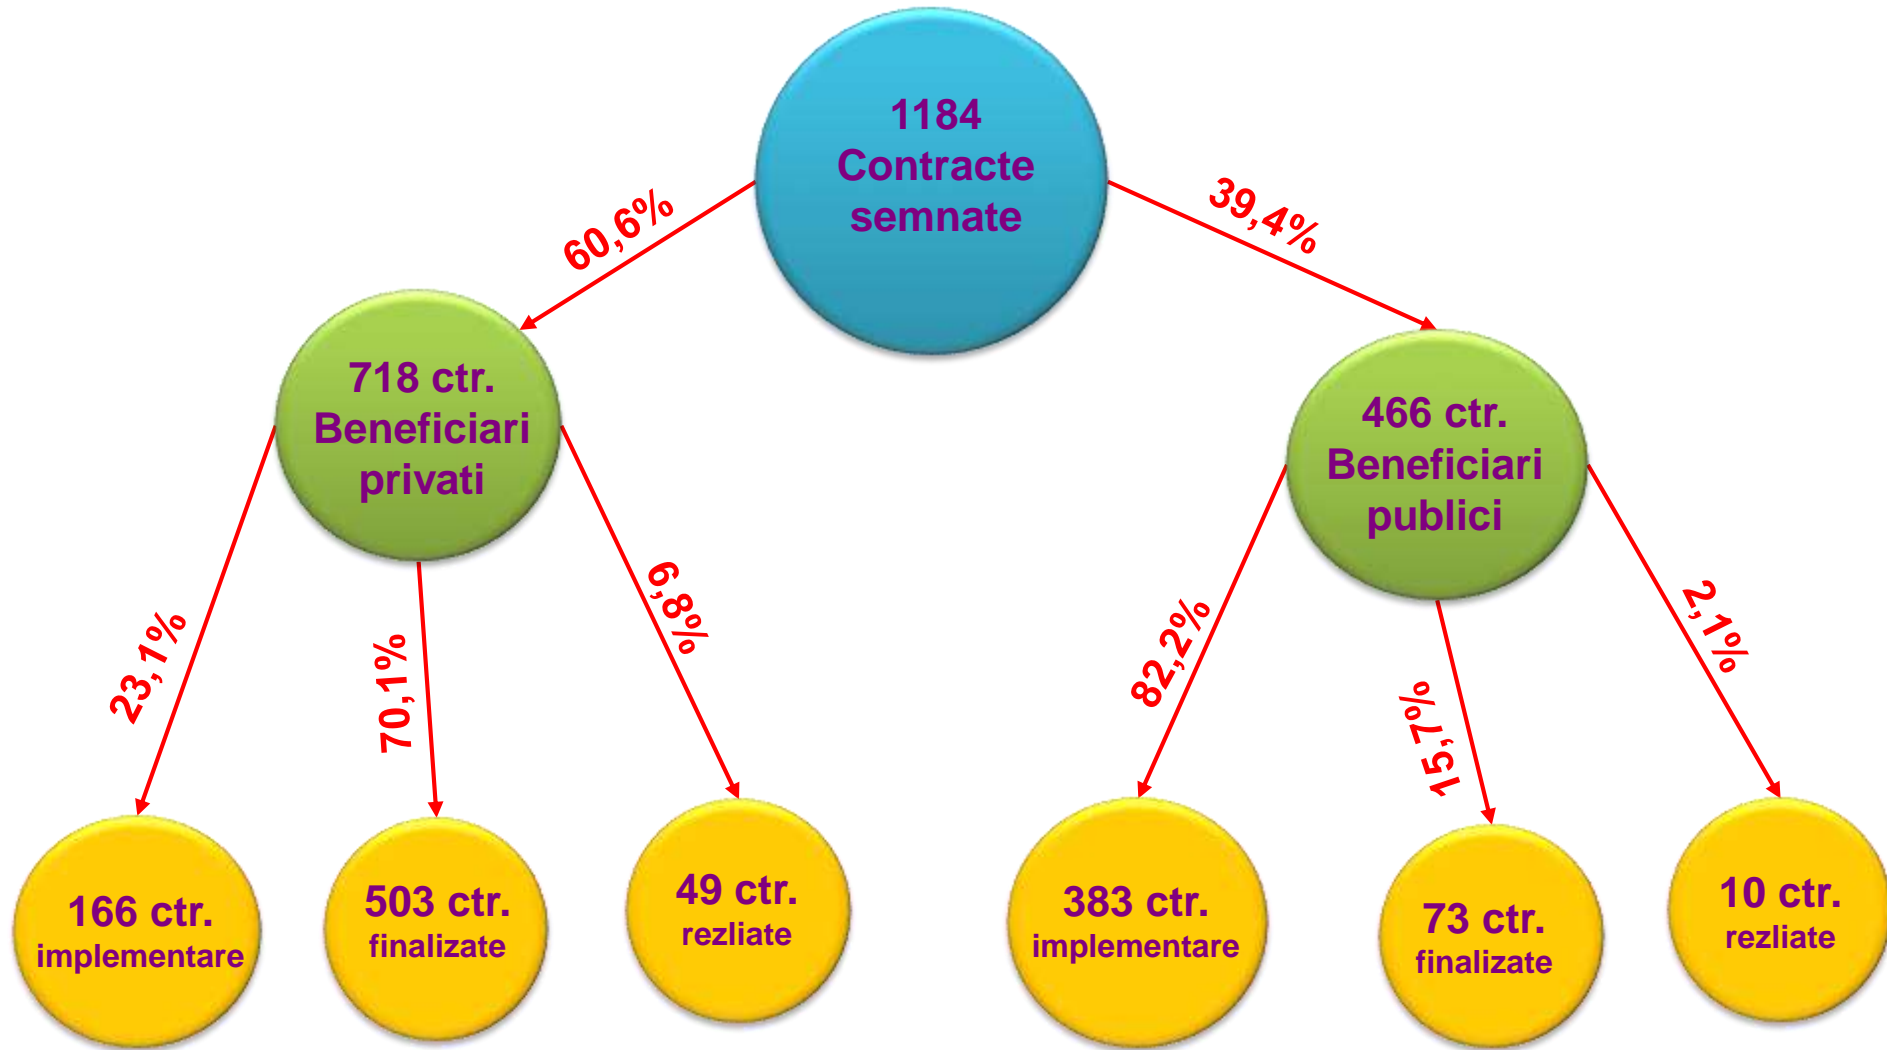 1184
Contracte
semnate
60,6%
39,4%
718 ctr.
Beneficiari
privati
466 ctr.
Beneficiari
publici
23,1%
70,1%
6,8%
82,2%
15,7%
2,1%
166 ctr.
implementare
503 ctr.
finalizate
49 ctr.
rezliate
383 ctr.
implementare
73 ctr.
finalizate
10 ctr.
rezliate